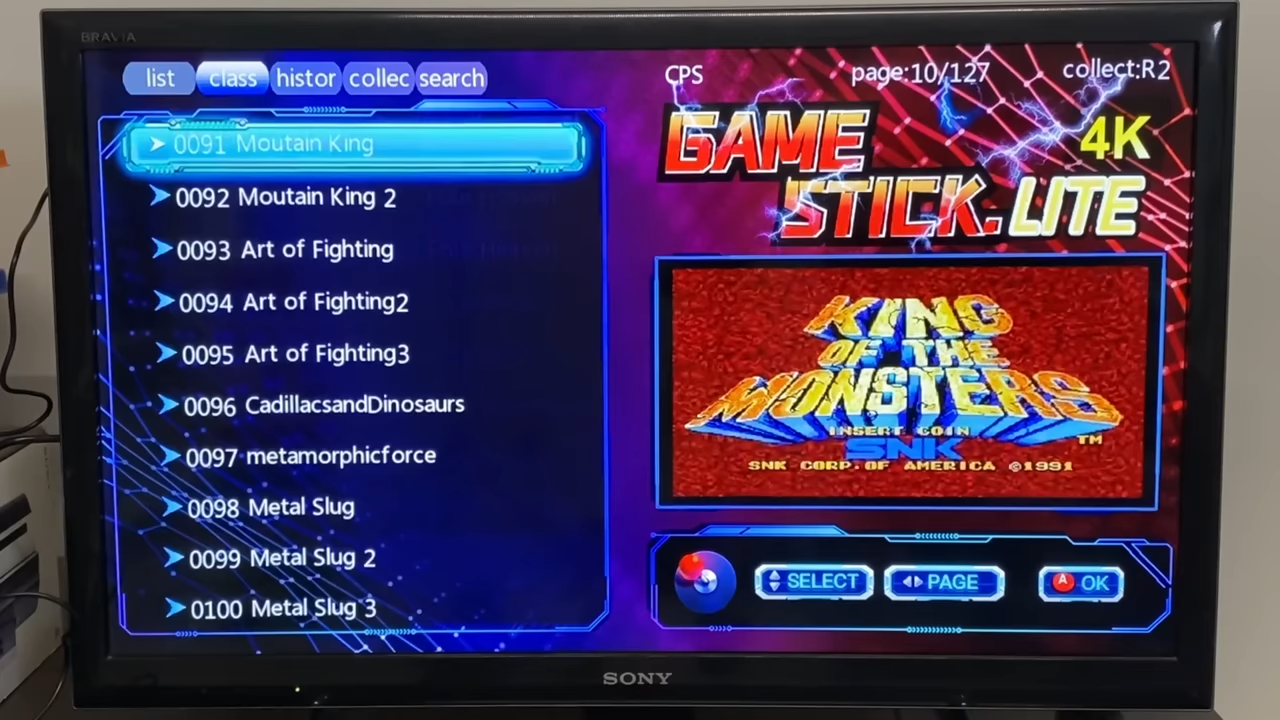 BRAVIA
list class histor collec search
CPS page:10/127 collect:R2
GAME 4K
STICK. LITE
0091 Moutain King
0092 Moutain King 2
0093 Art of Fighting
0094 Art of Fighting2
0095 Art of Fighting3
0096 CadillacsandDinosaurs
0097 metamorphicforce
0098 Metal Slug
0099 Metal Slug 2
0100 Metal Slug 3
KING
OF THE
MONSTERS
INSERT COIN
SNK TM
SNK CORP.OF AMERICA ©1991
SELECT PAGE A OK
SONY